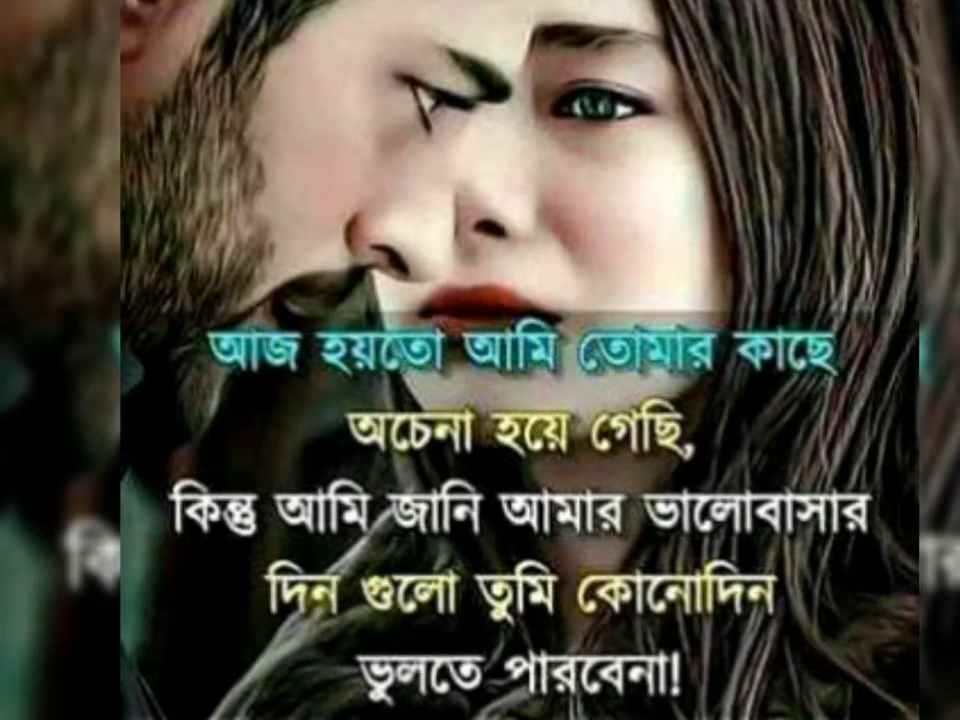 আজ হয়তো আমি তোমার কাছে
অচেনা হয়ে গেছি,
কিন্তু আমি জানি আমার ভালোবাসার
দিন গুলো তুমি কোনোদিন
ভুলতে পারবেনা!